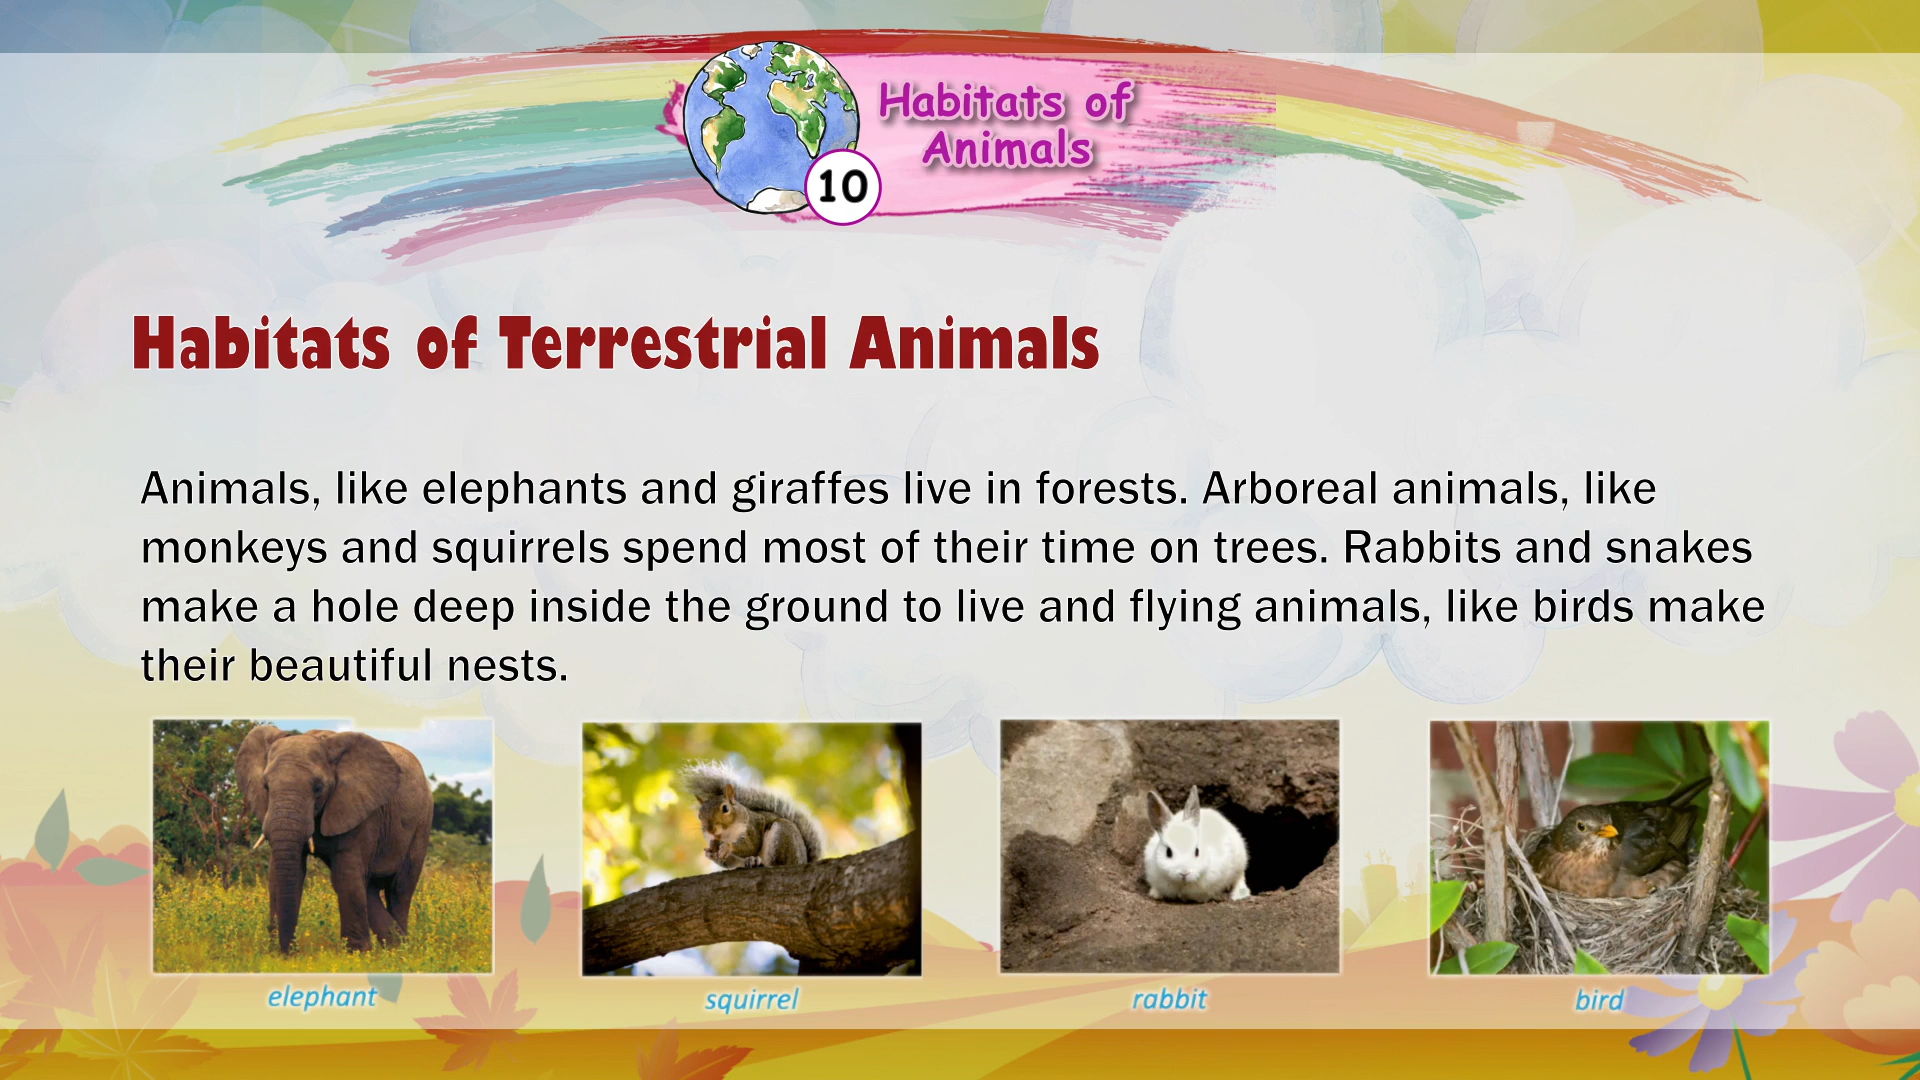 Habitats of
Animals
10
Habitats of Terrestrial Animals
Animals, like elephants and giraffes live in forests. Arboreal animals, like
monkeys and squirrels spend most of their time on trees. Rabbits and snakes
make a hole deep inside the ground to live and flying animals, like birds make
their beautiful nests.
elephant
squirrel
rabbit
bird